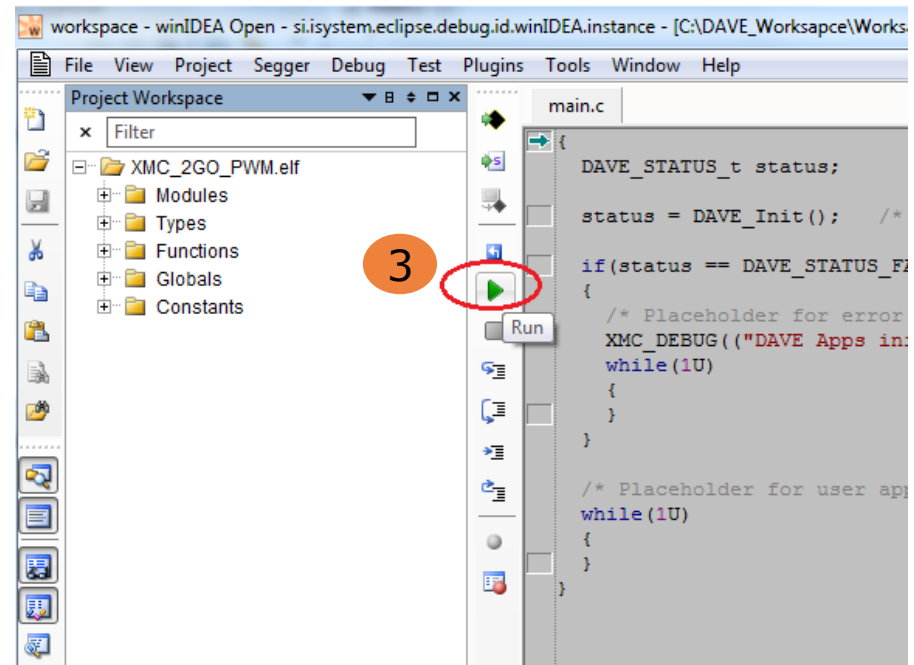 workspace - winIDEA Open - si.isystem.eclipse.debug.id.winIDEA.instance - [C:\DAVE_Worksapce\Works
File View Project Segger Debug Test Plugins Tools Window Help
Project Workspace
Filter
XMC_2GO_PWM.elf
Modules
Types
Functions
Globals
Constants
3
Run
main.c
{
DAVE_STATUS_t status;
status = DAVE_Init(); /*
if(status == DAVE_STATUS_FA
{
/* Placeholder for error
XMC_DEBUG(("DAVE Apps ini
while(1U)
{
}
}
/* Placeholder for user app
while(1U)
{
}
}